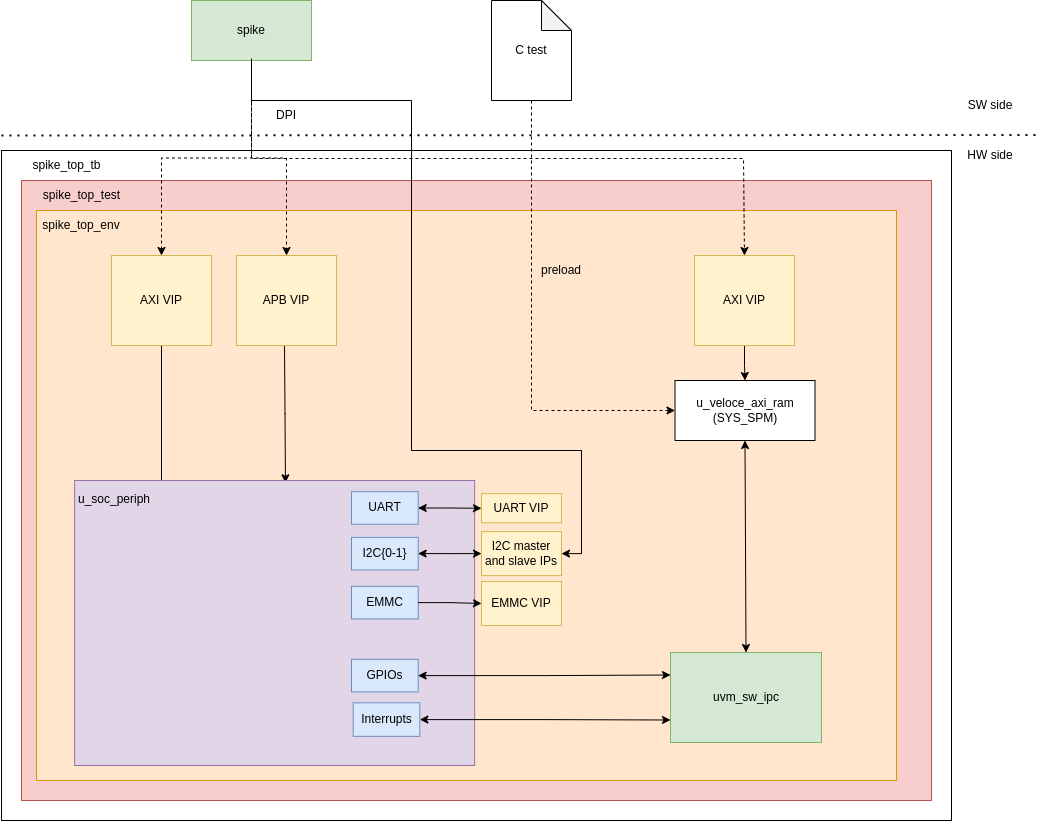 spike
C test
SW side
DPI
HW side
spike_top_tb
spike_top_test
spike_top_env
AXI VIP
APB VIP
preload
AXI VIP
u_veloce_axi_ram
(SYS_SPM)
u_soc_periph
UART
UART VIP
I2C{0-1}
I2C master
and slave IPs
EMMC
EMMC VIP
GPIOs
Interrupts
uvm_sw_ipc